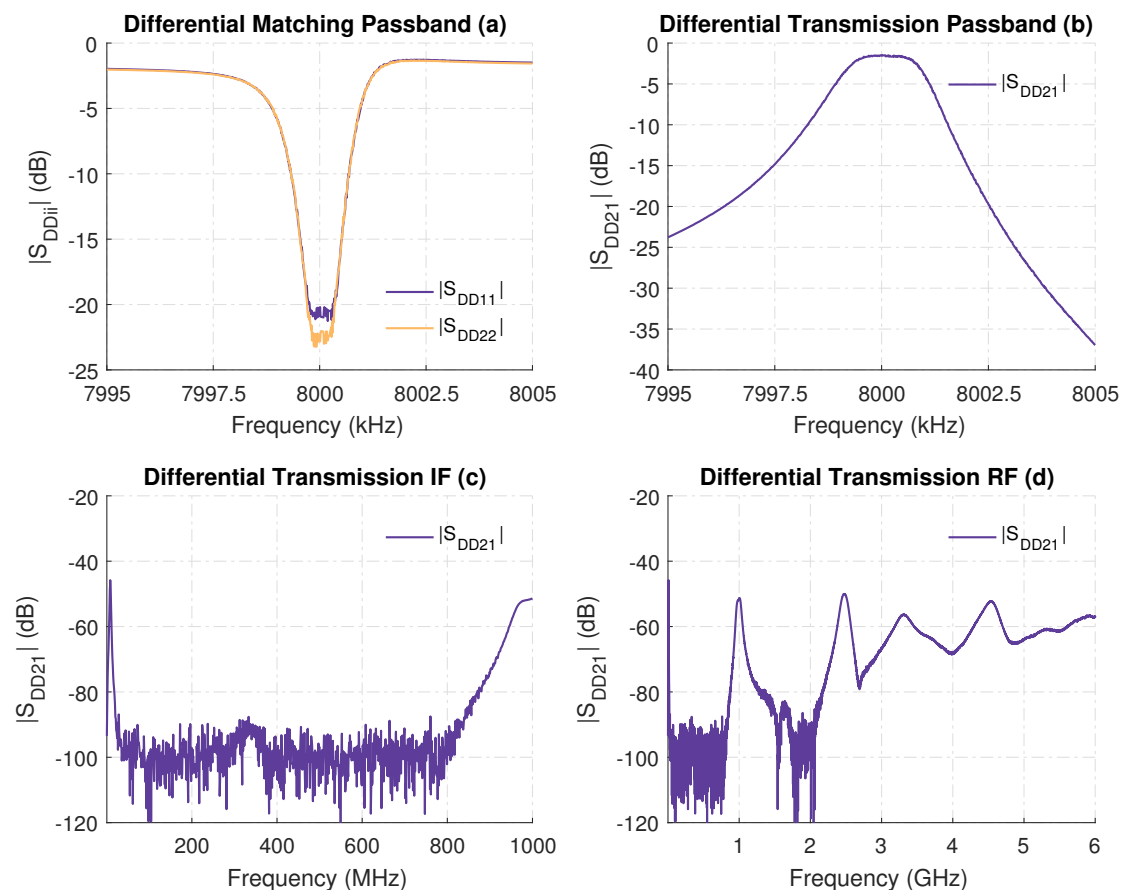 Differential Matching Passband (a)
0
-5
-10
-15
-20
-25
|S_DDii| (dB)
|S_DD11|
|S_DD22|
7995
7997.5
8000
8002.5
8005
Frequency (kHz)
Differential Transmission Passband (b)
0
-5
-10
-15
-20
-25
-30
-35
-40
|S_DD21| (dB)
|S_DD21|
7995
7997.5
8000
8002.5
8005
Frequency (kHz)
Differential Transmission IF (c)
-20
-40
-60
-80
-100
-120
|S_DD21| (dB)
|S_DD21|
200
400
600
800
1000
Frequency (MHz)
Differential Transmission RF (d)
-20
-40
-60
-80
-100
-120
|S_DD21| (dB)
|S_DD21|
1
2
3
4
5
6
Frequency (GHz)